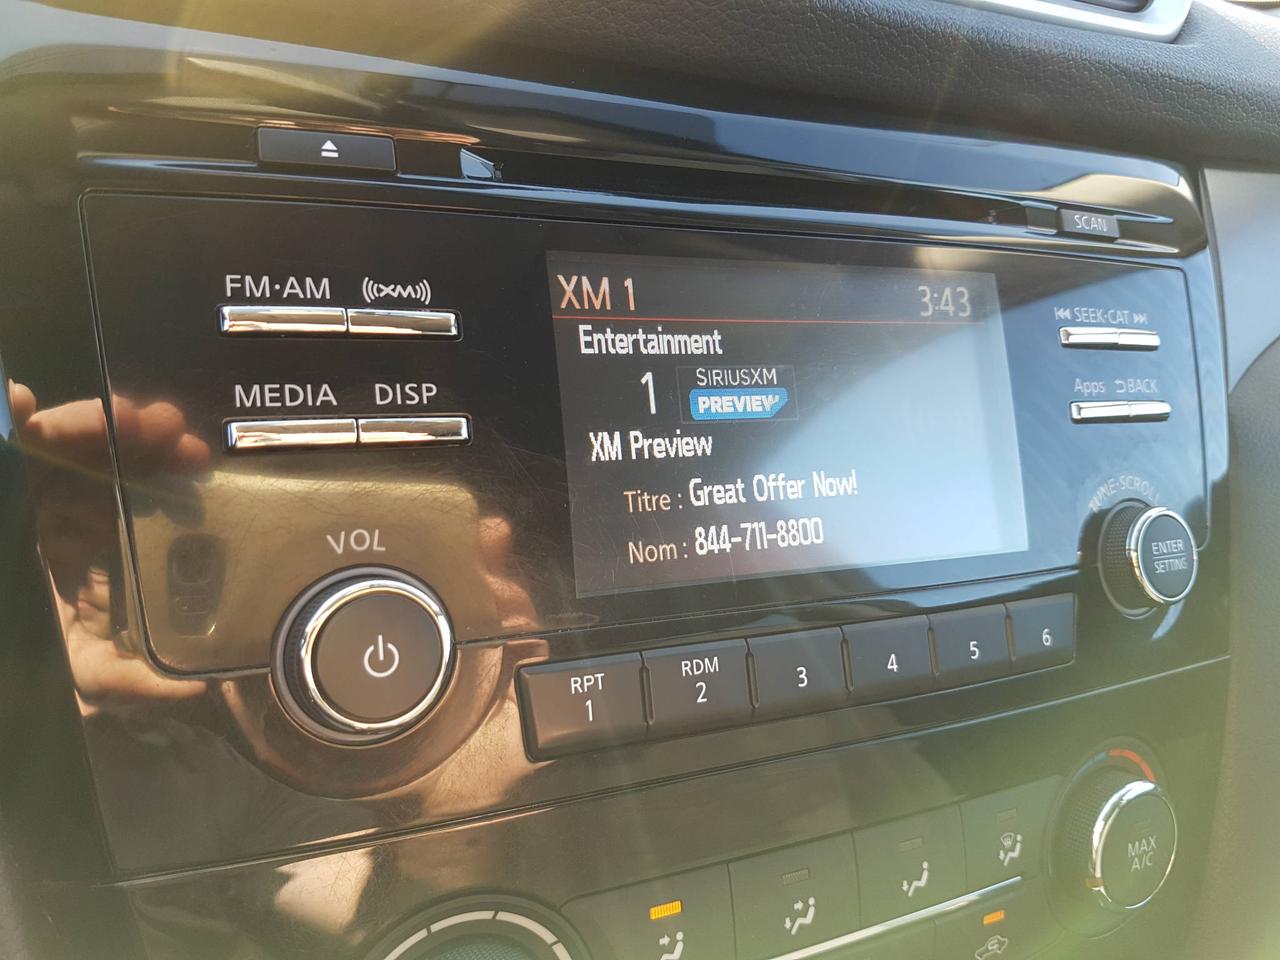 SCAN
FM·AM
((XM))
MEDIA
DISP
VOL
XM 1
3:43
Entertainment
1
SIRIUSXM
PREVIEW
XM Preview
Titre : Great Offer Now!
Nom : 844-711-8800
SEEK·CAT
Apps
BACK
TUNE·SCROLL
ENTER
SETTING
RPT
1
RDM
2
3
4
5
6
MAX
A/C